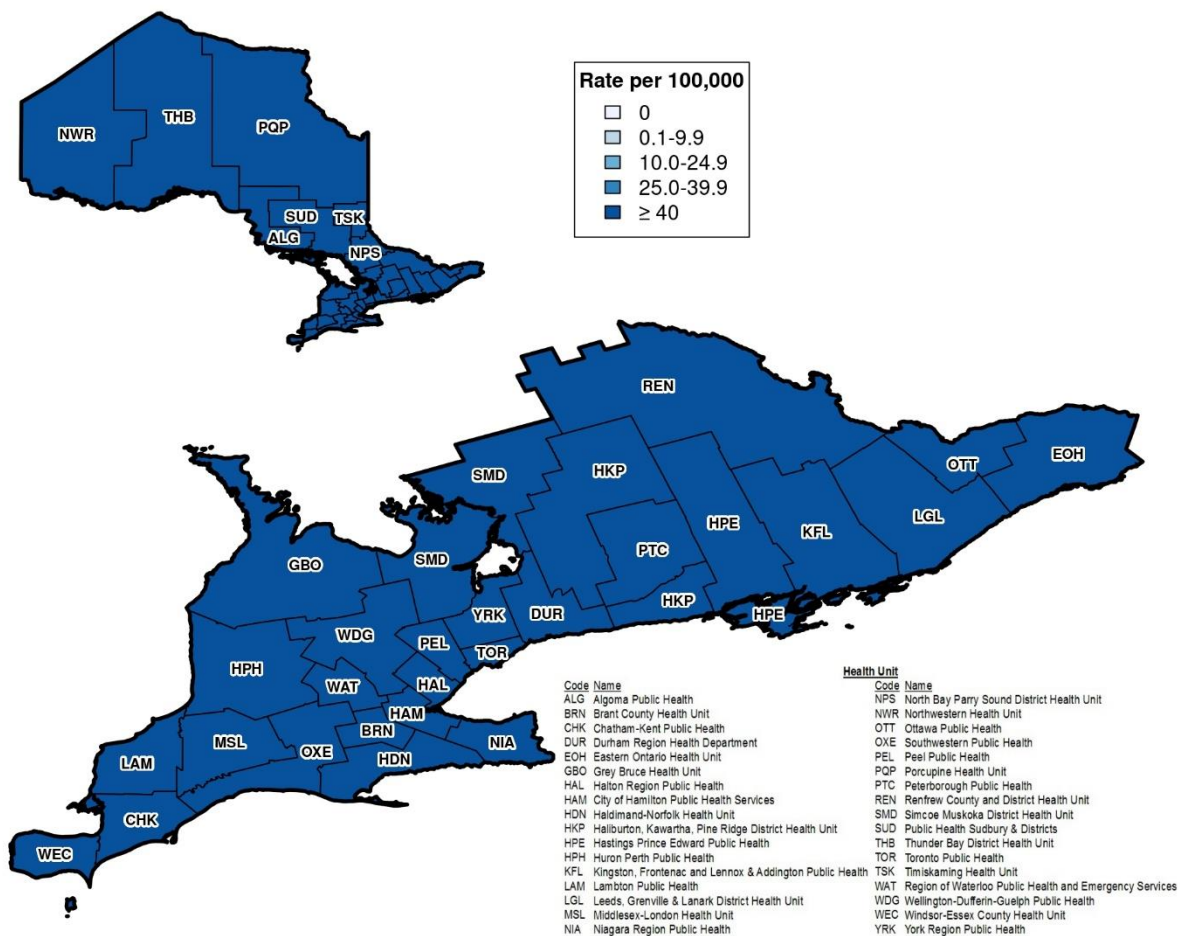 Rate per 100,000
0
0.1-9.9
10.0-24.9
25.0-39.9
≥ 40
NWR
THB
PQP
SUD
TSK
ALG
NPS
REN
SMD
HKP
OTT
EOH
HPE
LGL
KFL
PTC
SMD
GBO
HKP
YRK
DUR
HPE
WDG
PEL
TOR
HPH
WAT
HAL
HAM
BRN
MSL
OXE
NIA
HDN
LAM
CHK
WEC
Health Unit
Code Name
ALG Algoma Public Health
BRN Brant County Health Unit
CHK Chatham-Kent Public Health
DUR Durham Region Health Department
EOH Eastern Ontario Health Unit
GBO Grey Bruce Health Unit
HAL Halton Region Public Health
HAM City of Hamilton Public Health Services
HDN Haldimand-Norfolk Health Unit
HKP Haliburton, Kawartha, Pine Ridge District Health Unit
HPE Hastings Prince Edward Public Health
HPH Huron Perth Public Health
KFL Kingston, Frontenac and Lennox & Addington Public Health
LAM Lambton Public Health
LGL Leeds, Grenville & Lanark District Health Unit
MSL Middlesex-London Health Unit
NIA Niagara Region Public Health
Code Name
NPS North Bay Parry Sound District Health Unit
NWR Northwestern Health Unit
OTT Ottawa Public Health
OXE Southwestern Public Health
PEL Peel Public Health
PQP Porcupine Health Unit
PTC Peterborough Public Health
REN Renfrew County and District Health Unit
SMD Simcoe Muskoka District Health Unit
SUD Public Health Sudbury & Districts
THB Thunder Bay District Health Unit
TOR Toronto Public Health
TSK Timiskaming Health Unit
WAT Region of Waterloo Public Health and Emergency Services
WDG Wellington-Dufferin-Guelph Public Health
WEC Windsor-Essex County Health Unit
YRK York Region Public Health